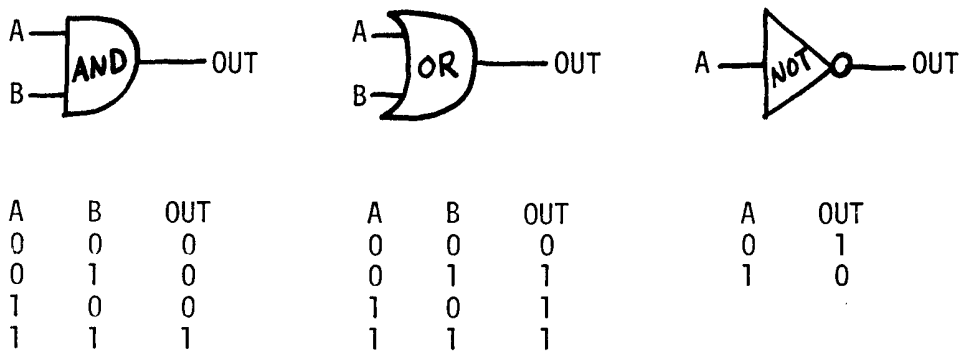 A AND OUT
B
A OR OUT
B
A NOT OUT
A B OUT
0 0 0
0 1 0
1 0 0
1 1 1
A B OUT
0 0 0
0 1 1
1 0 1
1 1 1
A OUT
0 1
1 0